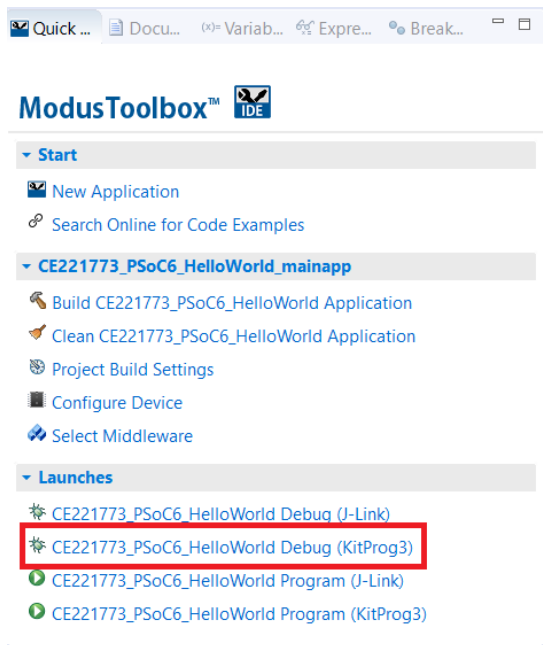 Quick ... Docu... (x)= Variab... Expre... Break...
ModusToolbox™ IDE
Start
New Application
Search Online for Code Examples
CE221773_PSoC6_HelloWorld_mainapp
Build CE221773_PSoC6_HelloWorld Application
Clean CE221773_PSoC6_HelloWorld Application
Project Build Settings
Configure Device
Select Middleware
Launches
CE221773_PSoC6_HelloWorld Debug (J-Link)
CE221773_PSoC6_HelloWorld Debug (KitProg3)
CE221773_PSoC6_HelloWorld Program (J-Link)
CE221773_PSoC6_HelloWorld Program (KitProg3)